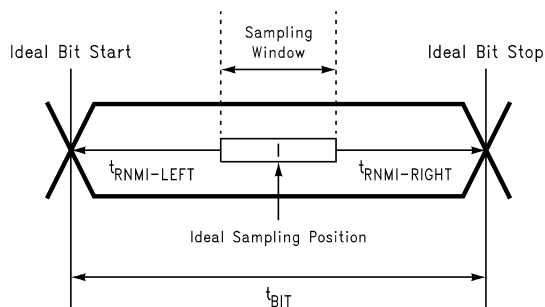 Sampling
Window
Ideal Bit Start
Ideal Bit Stop
tRNMI-LEFT
tRNMI-RIGHT
Ideal Sampling Position
tBIT